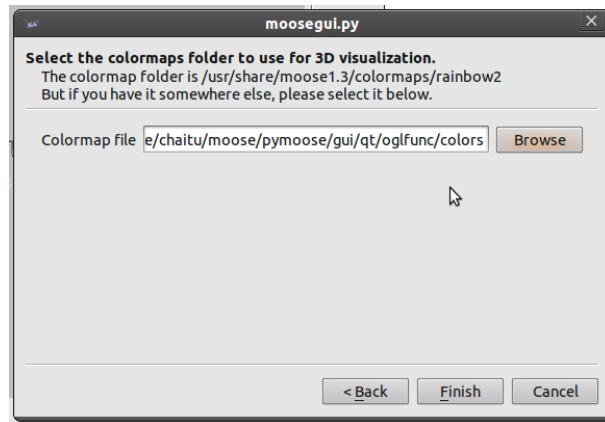 moosegui.py
Select the colormaps folder to use for 3D visualization.
The colormap folder is /usr/share/moose1.3/colormaps/rainbow2
But if you have it somewhere else, please select it below.
Colormap file e/chaitu/moose/pymoose/gui/qt/oglfunc/colors Browse
< Back Finish Cancel